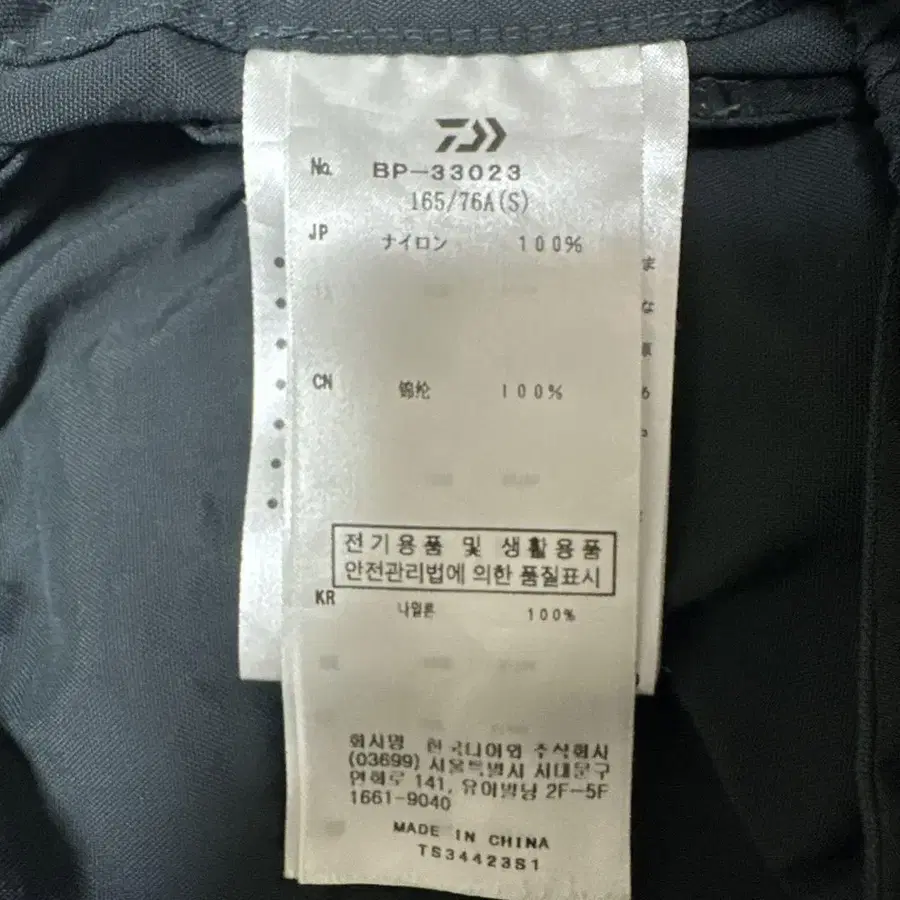 No. BP-33023
165/76A(S)
JP ナイロン 100%
CN 锦纶 100%
전기용품 및 생활용품
안전관리법에 의한 품질표시
KR 나일론 100%
회사명 한국다이와 주식회사
(03699) 서울특별시 서대문구
연희로 141, 유이빌딩 2F-5F
1661-9040
MADE IN CHINA
TS34423S1